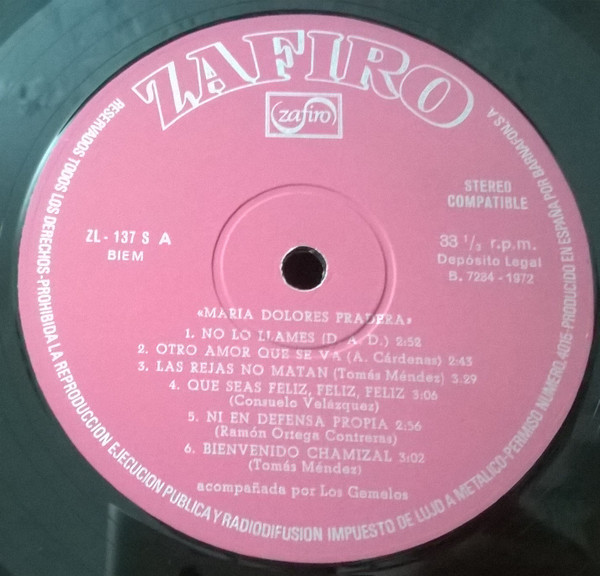 ZAFIRO
zafiro
STEREO
COMPATIBLE
ZL - 137 S A
BIEM
33 1/3 r.p.m.
Depósito Legal
B. 7284 - 1972
«MARIA DOLORES PRADERA»
1. NO LO LLAMES (D. A. D.) 2:52
2. OTRO AMOR QUE SE VA (A. Cárdenas) 2:43
3. LAS REJAS NO MATAN (Tomás Méndez) 3.29
4. QUE SEAS FELIZ, FELIZ, FELIZ 3:06
(Consuelo Velázquez)
5. NI EN DEFENSA PROPIA 2:56
(Ramón Ortega Contreras)
6. BIENVENIDO CHAMIZAL 3:02
(Tomás Méndez)
acompañada por Los Gemelos
RESERVADOS TODOS LOS DERECHOS-PROHIBIDA LA REPRODUCCION EJECUCION PUBLICA Y RADIODIFUSION IMPUESTO DE LUJO A METALICO-PERMISO NUMERO, 4015-PRODUCIDO EN ESPAÑA POR BARNAFON, S.A.